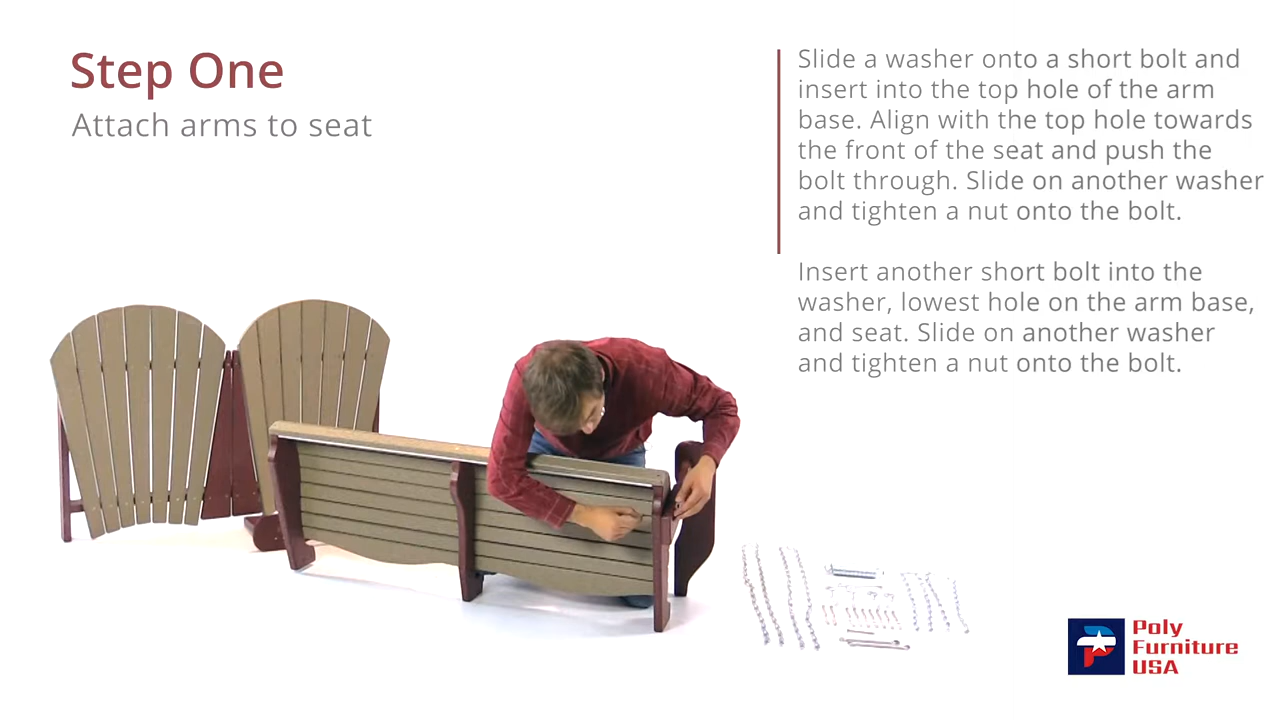 Step One
Attach arms to seat
Slide a washer onto a short bolt and
insert into the top hole of the arm
base. Align with the top hole towards
the front of the seat and push the
bolt through. Slide on another washer
and tighten a nut onto the bolt.
Insert another short bolt into the
washer, lowest hole on the arm base,
and seat. Slide on another washer
and tighten a nut onto the bolt.
Poly
Furniture
USA